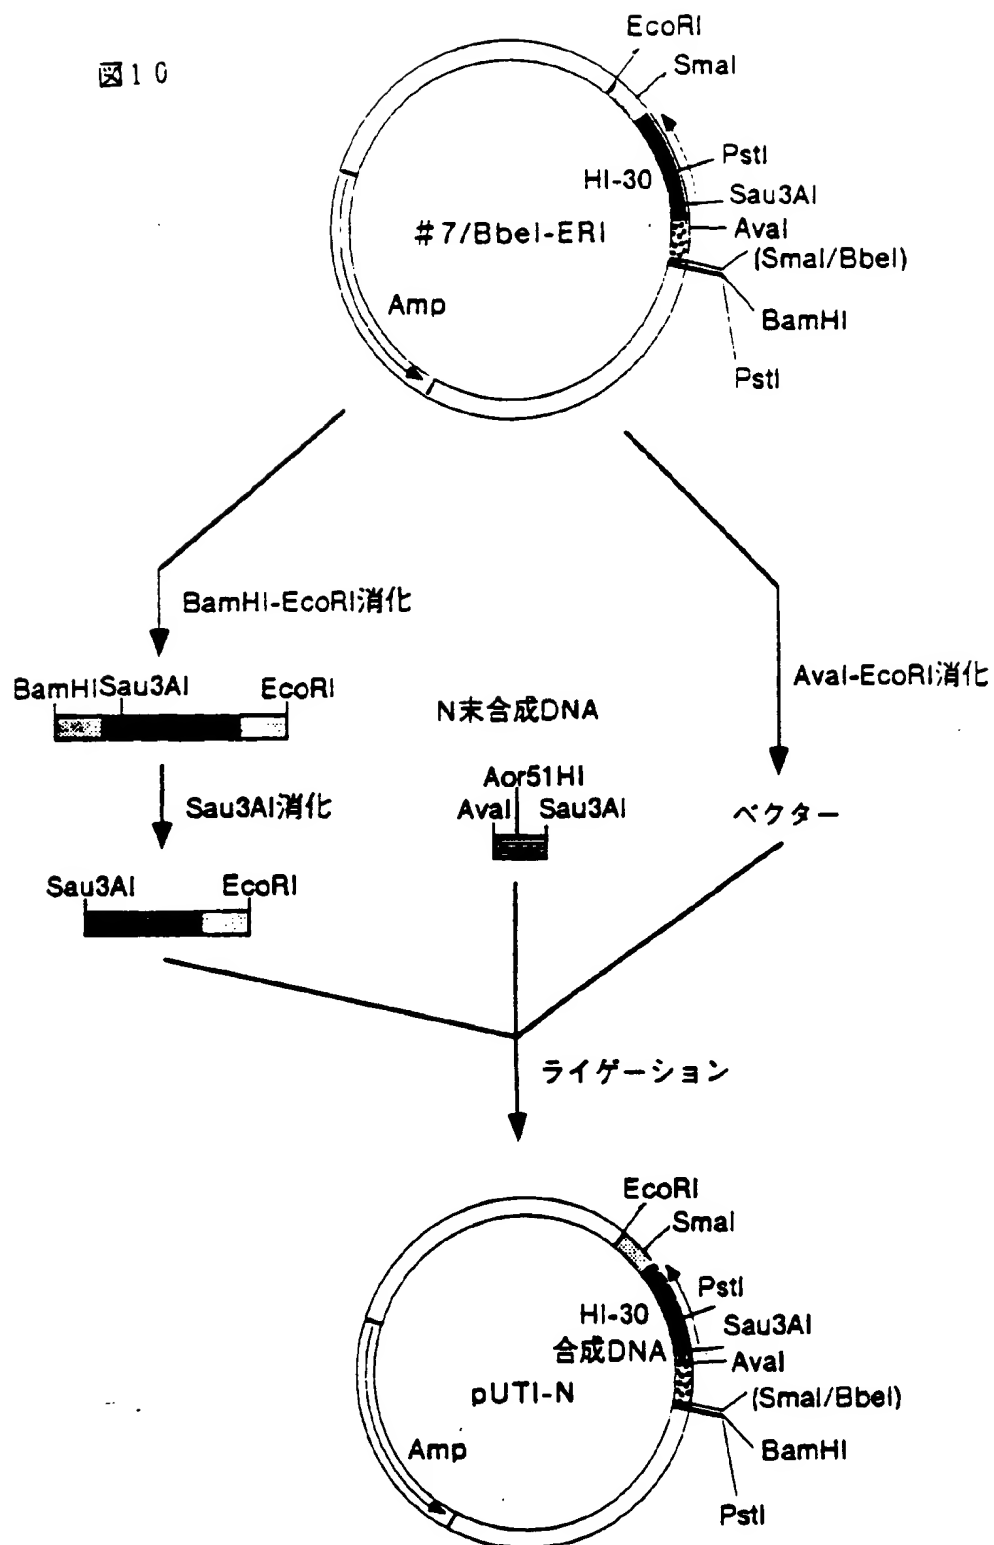 図10
EcoRI
SmaI
PstI
HI-30
Sau3AI
#7/BbeI-ERI
AvaI
(SmaI/BbeI)
Amp
BamHI
PstI
BamHI-EcoRI消化
AvaI-EcoRI消化
BamHI Sau3AI EcoRI
N末合成DNA
Aor51HI
Sau3AI消化
AvaI Sau3AI
ベクター
Sau3AI EcoRI
ライゲーション
EcoRI
SmaI
PstI
HI-30
Sau3AI
合成DNA
AvaI
pUTI-N
(SmaI/BbeI)
Amp
BamHI
PstI